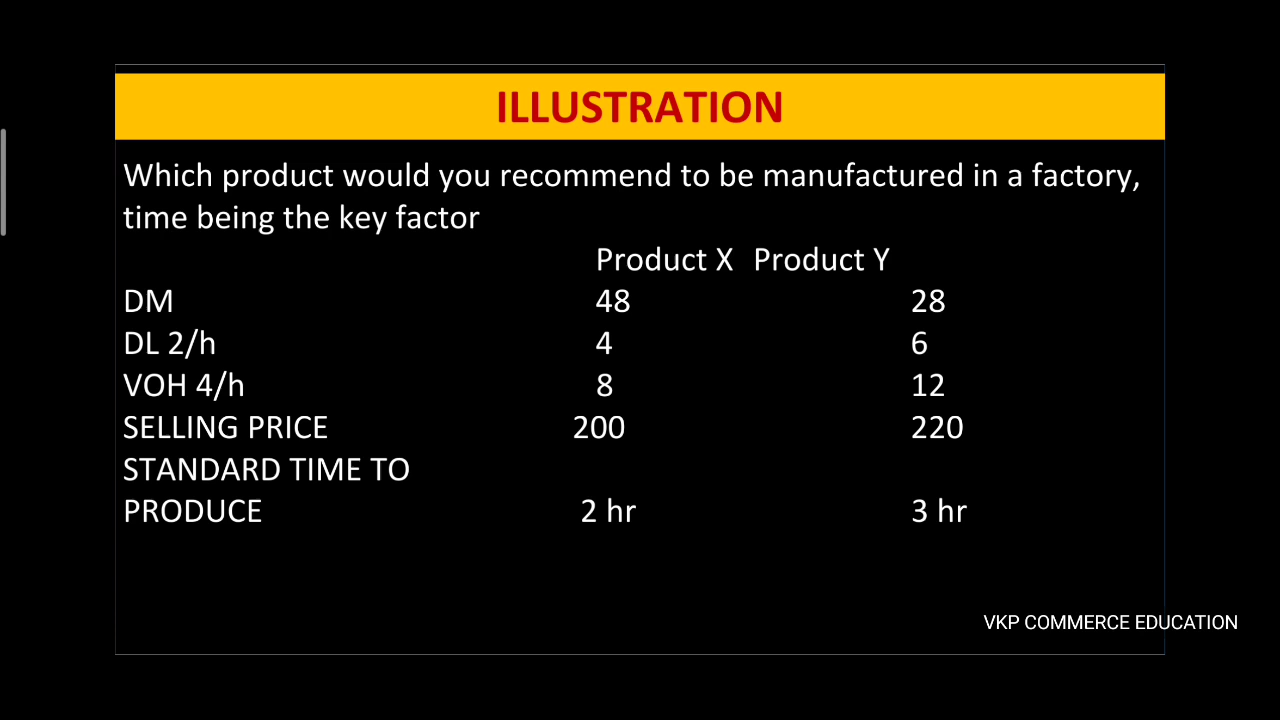 ILLUSTRATION
Which product would you recommend to be manufactured in a factory,
time being the key factor
Product X Product Y
DM 48 28
DL 2/h 4 6
VOH 4/h 8 12
SELLING PRICE 200 220
STANDARD TIME TO
PRODUCE 2 hr 3 hr
VKP COMMERCE EDUCATION